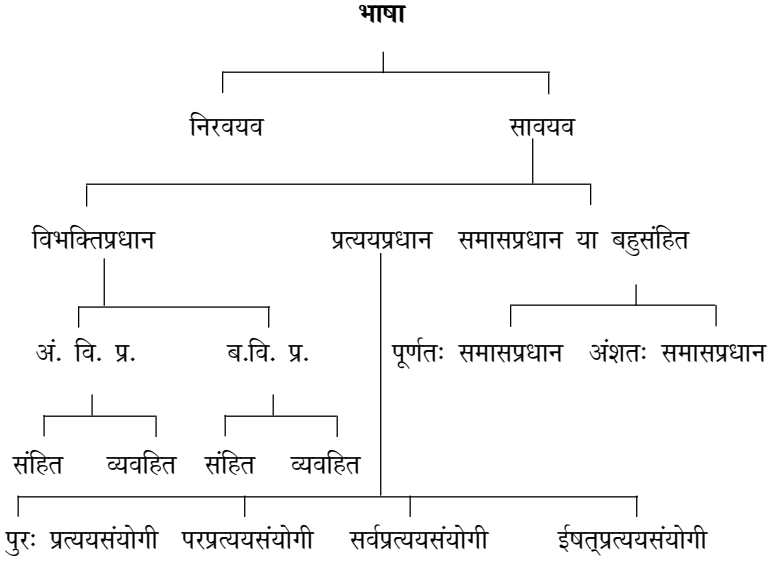 भाषा
निरवयव सावयव
विभक्तिप्रधान प्रत्ययप्रधान समासप्रधान या बहुसंहित
अं. वि. प्र. ब.वि. प्र. पूर्णतः समासप्रधान अंशतः समासप्रधान
संहित व्यवहित संहित व्यवहित
पुरः प्रत्ययसंयोगी परप्रत्ययसंयोगी सर्वप्रत्ययसंयोगी ईषत्‌प्रत्ययसंयोगी